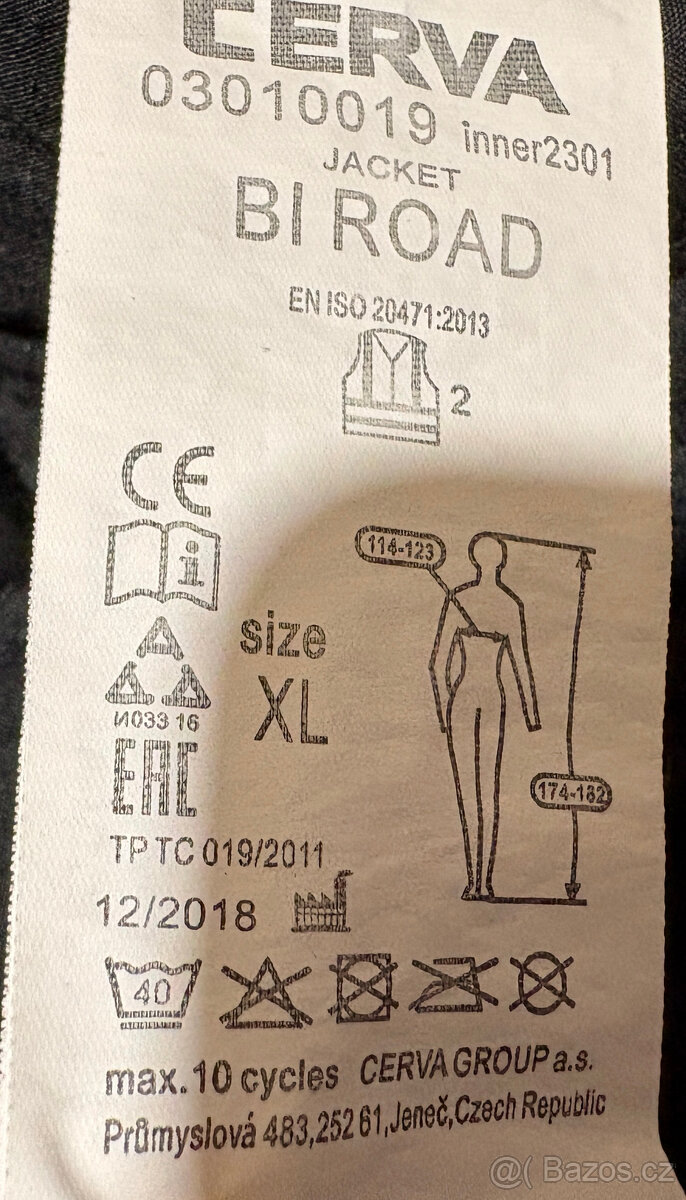 CERVA
03010019 inner2301
JACKET
BI ROAD
EN ISO 20471:2013
2
CE
i
114-123
size
XL
И033 16
EAC
TP TC 019/2011
174-182
12/2018
40
max.10 cycles CERVA GROUP a.s.
Průmyslová 483,252 61,Jeneč,Czech Republic
@( Bazos.cz